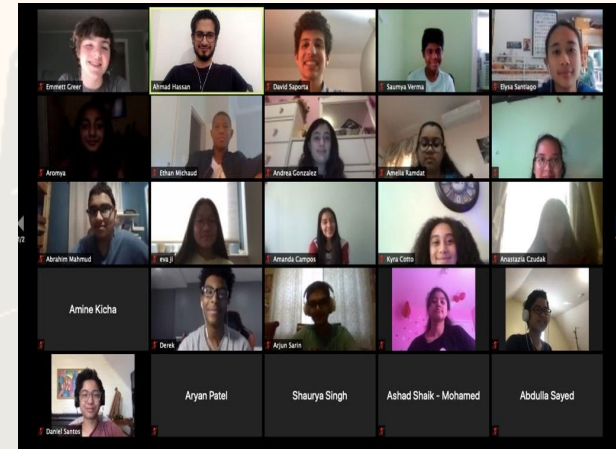 Emmett Greer
Ahmad Hassan
David Saporta
Saumya Verma
Elysa Santiago
Aromya
Ethan Michaud
Andrea Gonzalez
Amelia Ramdat
Abrahim Mahmud
eva ji
Amanda Campos
Kyra Cotto
Anastazia Czudak
1/2
Amine Kicha
Derek
Arjun Sarin
Daniel Santos
Aryan Patel
Shaurya Singh
Ashad Shaik - Mohamed
Abdulla Sayed